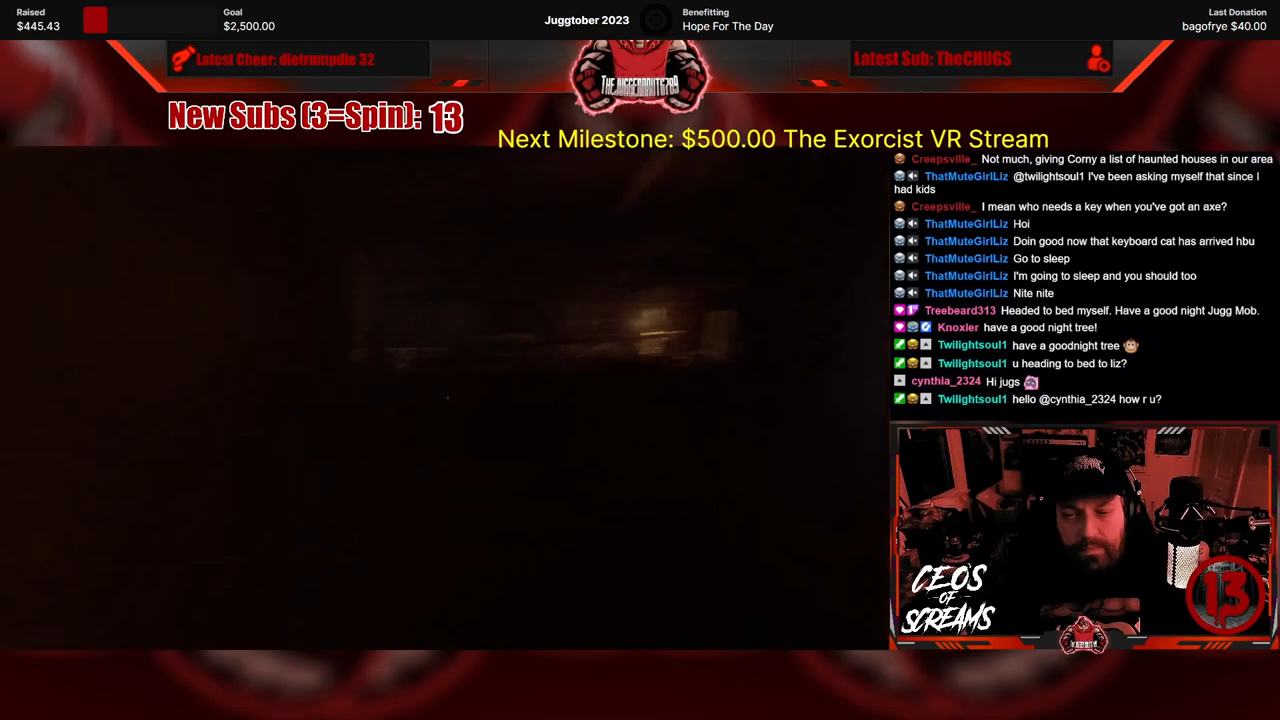 Raised
$445.43
Goal
$2,500.00
Juggtober 2023
Benefitting
Hope For The Day
Last Donation
bagofrye $40.00
Latest Cheer: dietrumpdie 32
THEJUGGERNAUT6789
Latest Sub: TheCHUGS
New Subs (3=Spin): 13
Next Milestone: $500.00 The Exorcist VR Stream
Creepsville_ Not much, giving Corny a list of haunted houses in our area
ThatMuteGirlLiz @twilightsoul1 I've been asking myself that since I
had kids
Creepsville_ I mean who needs a key when you've got an axe?
ThatMuteGirlLiz Hoi
ThatMuteGirlLiz Doin good now that keyboard cat has arrived hbu
ThatMuteGirlLiz Go to sleep
ThatMuteGirlLiz I'm going to sleep and you should too
ThatMuteGirlLiz Nite nite
Treebeard313 Headed to bed myself. Have a good night Jugg Mob.
Knoxler have a good night tree!
Twilightsoul1 have a goodnight tree
Twilightsoul1 u heading to bed to liz?
cynthia_2324 Hi jugs
Twilightsoul1 hello @cynthia_2324 how r u?
CEOS
OF
SCREAMS
13